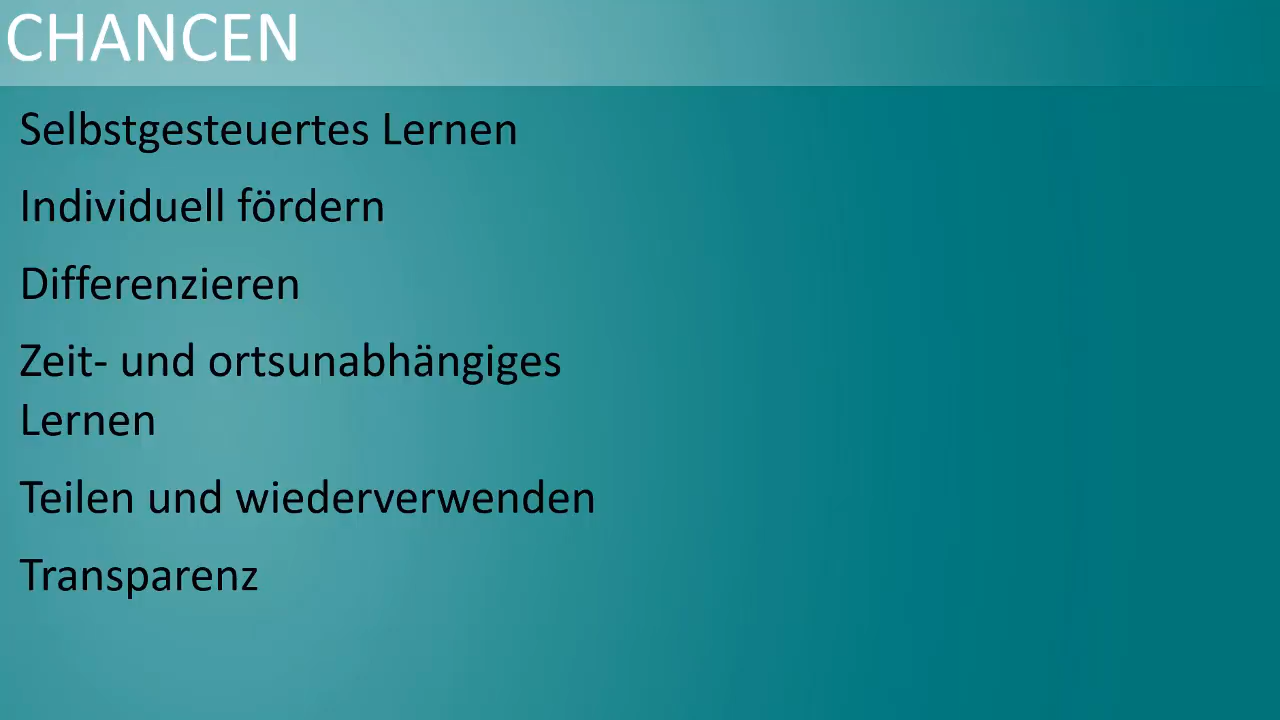 CHANCEN
Selbstgesteuertes Lernen
Individuell fördern
Differenzieren
Zeit- und ortsunabhängiges
Lernen
Teilen und wiederverwenden
Transparenz